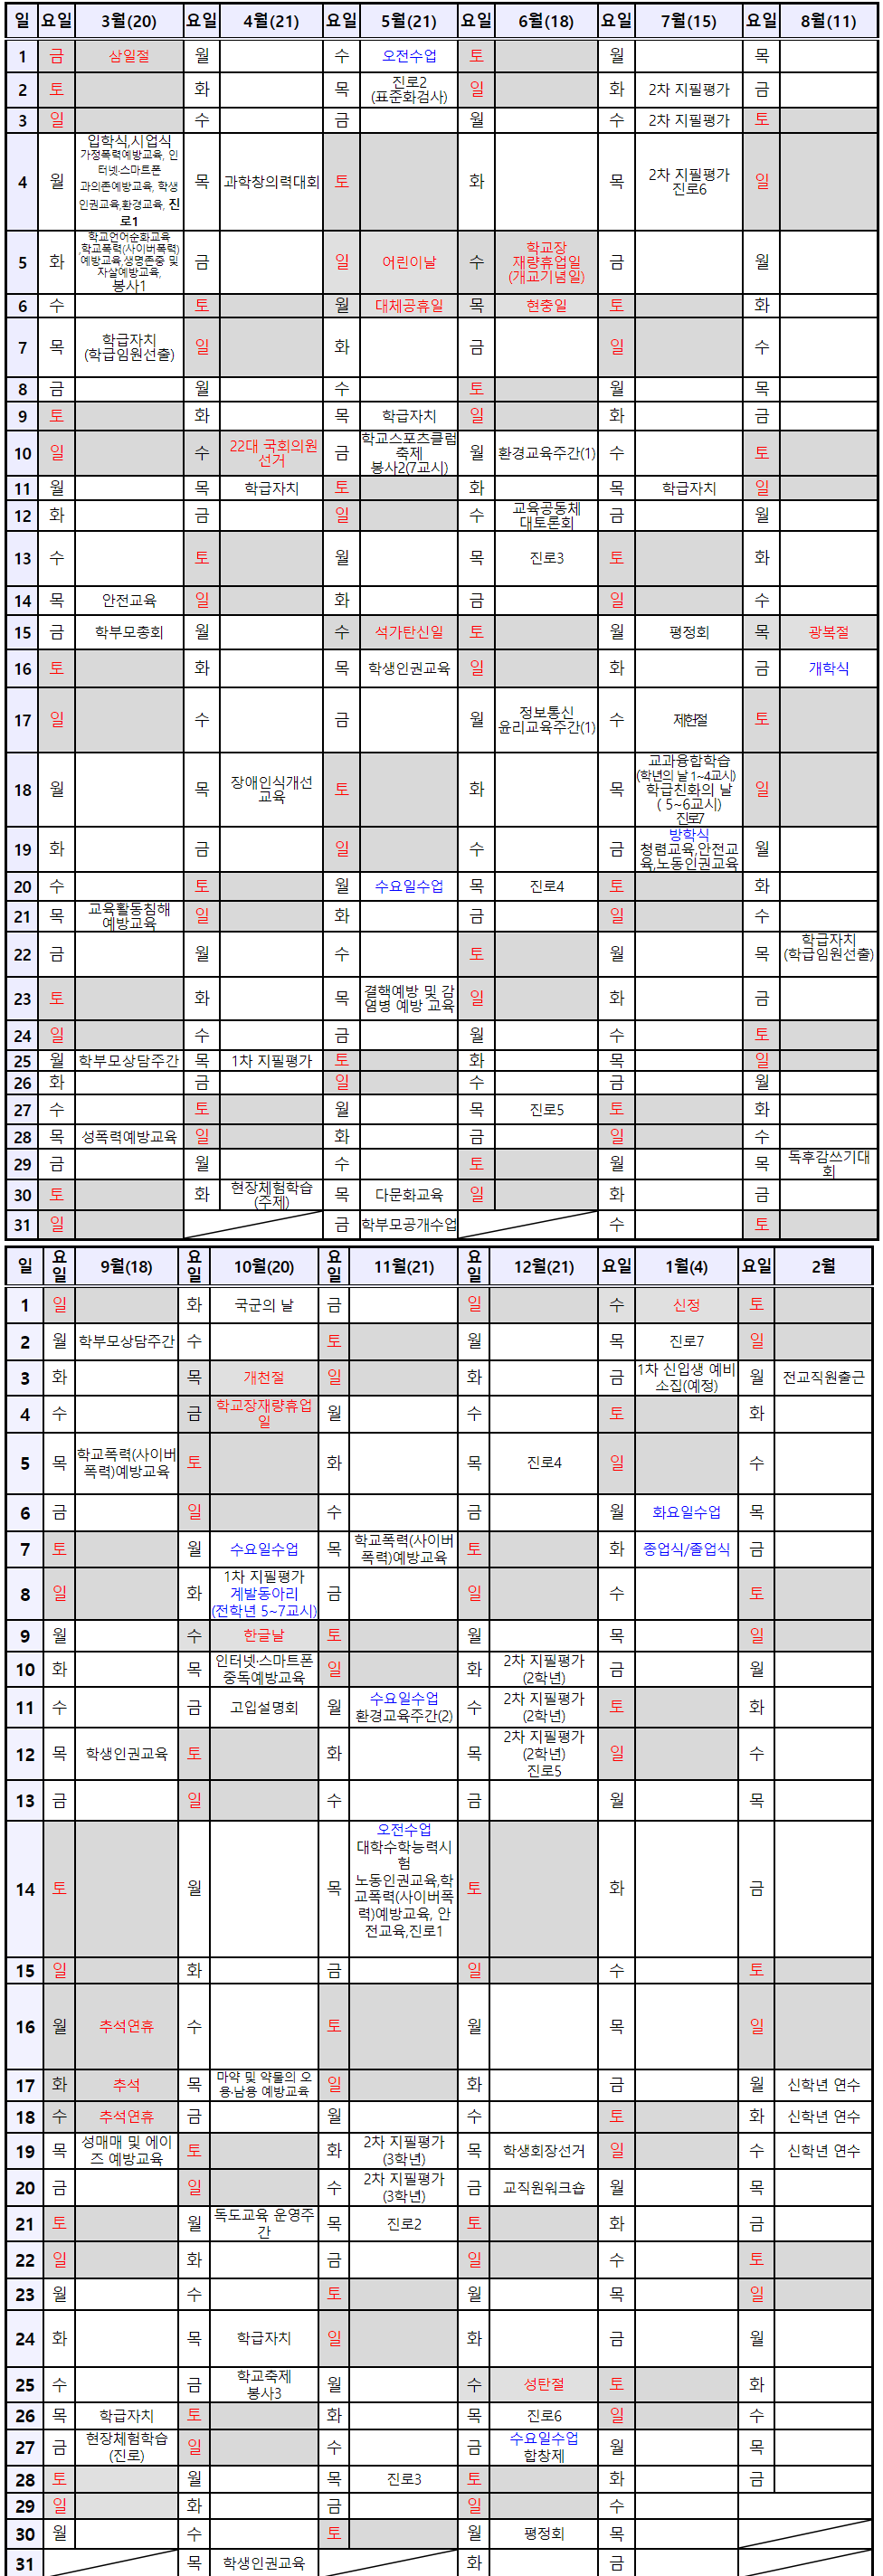 일 요일 3월(20) 요일 4월(21) 요일 5월(21) 요일 6월(18) 요일 7월(15) 요일 8월(11)
1 금 삼일절 월 수 오전수업 토 월 목
2 토 화 목 진로2 (표준화검사) 일 화 2차 지필평가 금
3 일 수 금 월 수 2차 지필평가 토
4 월 입학식,시업식 가정폭력예방교육, 인터넷·스마트폰 과의존예방교육, 학생인권교육,환경교육, 진로1 목 과학창의력대회 토 화 목 2차 지필평가 진로6 일
5 화 학교언어순화교육 ,학교폭력(사이버폭력)예방교육,생명존중 및 자살예방교육, 봉사1 금 일 어린이날 수 학교장 재량휴업일 (개교기념일) 금 월
6 수 토 월 대체공휴일 목 현충일 토 화
7 목 학급자치 (학급임원선출) 일 화 금 일 수
8 금 월 수 토 월 목
9 토 화 목 학급자치 일 화 금
10 일 수 22대 국회의원 선거 금 학교스포츠클럽 축제 봉사2(7교시) 월 환경교육주간(1) 수 토
11 월 목 학급자치 토 화 목 학급자치 일
12 화 금 일 수 교육공동체 대토론회 금 월
13 수 토 월 목 진로3 토 화
14 목 안전교육 일 화 금 일 수
15 금 학부모총회 월 수 석가탄신일 토 월 평정회 목 광복절
16 토 화 목 학생인권교육 일 화 금 개학식
17 일 수 금 월 정보통신 윤리교육주간(1) 수 제헌절 토
18 월 목 장애인식개선 교육 토 화 목 교과융합학습 (학년의 날 1~4교시) 학급친화의 날 ( 5~6교시) 진로7 일
19 화 금 일 수 금 방학식 청렴교육,안전교육,노동인권교육 월
20 수 토 월 수요일수업 목 진로4 토 화
21 목 교육활동침해 예방교육 일 화 금 일 수
22 금 월 수 토 월 목 학급자치 (학급임원선출)
23 토 화 목 결핵예방 및 감염병 예방 교육 일 화 금
24 일 수 금 월 수 토
25 월 학부모상담주간 목 1차 지필평가 토 화 목 일
26 화 금 일 수 금 월
27 수 토 월 목 진로5 토 화
28 목 성폭력예방교육 일 화 금 일 수
29 금 월 수 토 월 목 독후감쓰기대회
30 토 화 현장체험학습 (주제) 목 다문화교육 일 화 금
31 일 금 학부모공개수업 수 토
일 요일 9월(18) 요일 10월(20) 요일 11월(21) 요일 12월(21) 요일 1월(4) 요일 2월
1 일 화 국군의 날 금 일 수 신정 토
2 월 학부모상담주간 수 토 월 목 진로7 일
3 화 목 개천절 일 화 금 1차 신입생 예비소집(예정) 월 전교직원출근
4 수 금 학교장재량휴업일 월 수 토 화
5 목 학교폭력(사이버폭력)예방교육 토 화 목 진로4 일 수
6 금 일 수 금 월 화요일수업 목
7 토 월 수요일수업 목 학교폭력(사이버폭력)예방교육 토 화 종업식/졸업식 금
8 일 화 1차 지필평가 계발동아리 (전학년 5~7교시) 금 일 수 토
9 월 수 한글날 토 월 목 일
10 화 목 인터넷·스마트폰 중독예방교육 일 화 2차 지필평가 (2학년) 금 월
11 수 금 고입설명회 월 수요일수업 환경교육주간(2) 수 2차 지필평가 (2학년) 토 화
12 목 학생인권교육 토 화 목 2차 지필평가 (2학년) 진로5 일 수
13 금 일 수 금 월 목
14 토 월 목 오전수업 대학수학능력시험 노동인권교육,학교폭력(사이버폭력)예방교육, 안전교육,진로1 토 화 금
15 일 화 금 일 수 토
16 월 추석연휴 수 토 월 목 일
17 화 추석 목 마약 및 약물의 오용·남용 예방교육 일 화 금 월 신학년 연수
18 수 추석연휴 금 월 수 토 화 신학년 연수
19 목 성매매 및 에이즈 예방교육 토 화 2차 지필평가 (3학년) 목 학생회장선거 일 수 신학년 연수
20 금 일 수 2차 지필평가 (3학년) 금 교직원워크숍 월 목
21 토 월 독도교육 운영주간 목 진로2 토 화 금
22 일 화 금 일 수 토
23 월 수 토 월 목 일
24 화 목 학급자치 일 화 금 월
25 수 금 학교축제 봉사3 월 수 성탄절 토 화
26 목 학급자치 토 화 목 진로6 일 수
27 금 현장체험학습 (진로) 일 수 금 수요일수업 합창제 월 목
28 토 월 목 진로3 토 화 금
29 일 화 금 일 수
30 월 수 토 월 평정회 목
31 목 학생인권교육 화 금